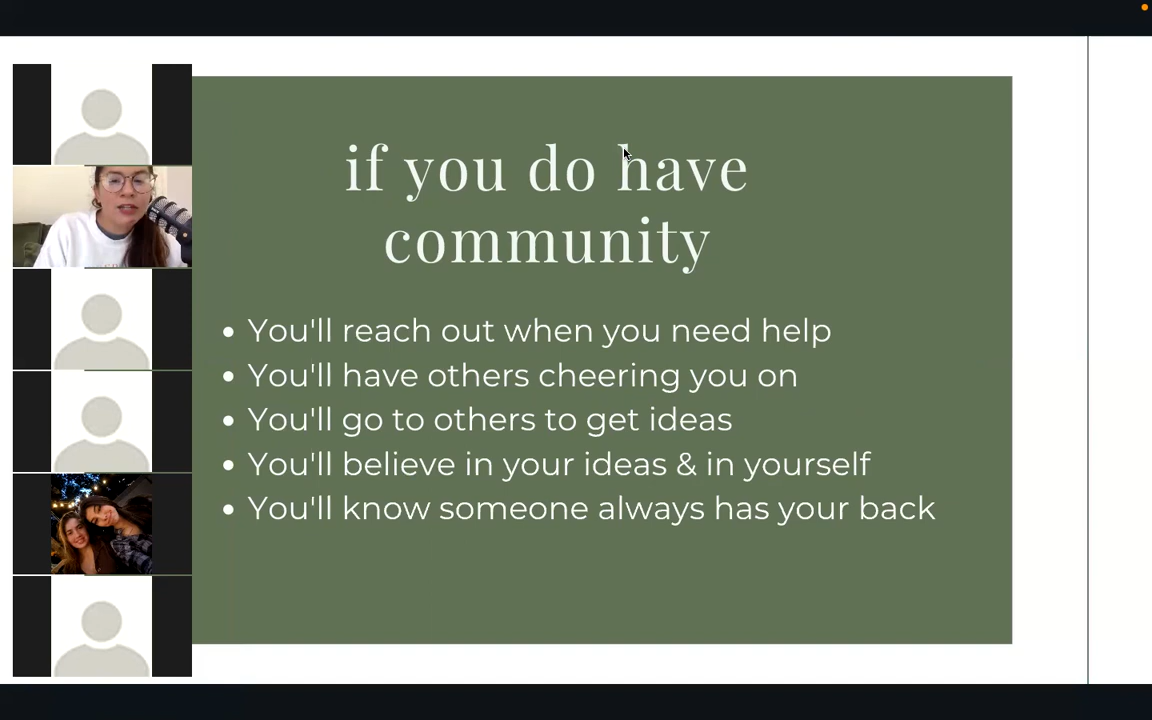 if you do have
community
You'll reach out when you need help
You'll have others cheering you on
You'll go to others to get ideas
You'll believe in your ideas & in yourself
You'll know someone always has your back